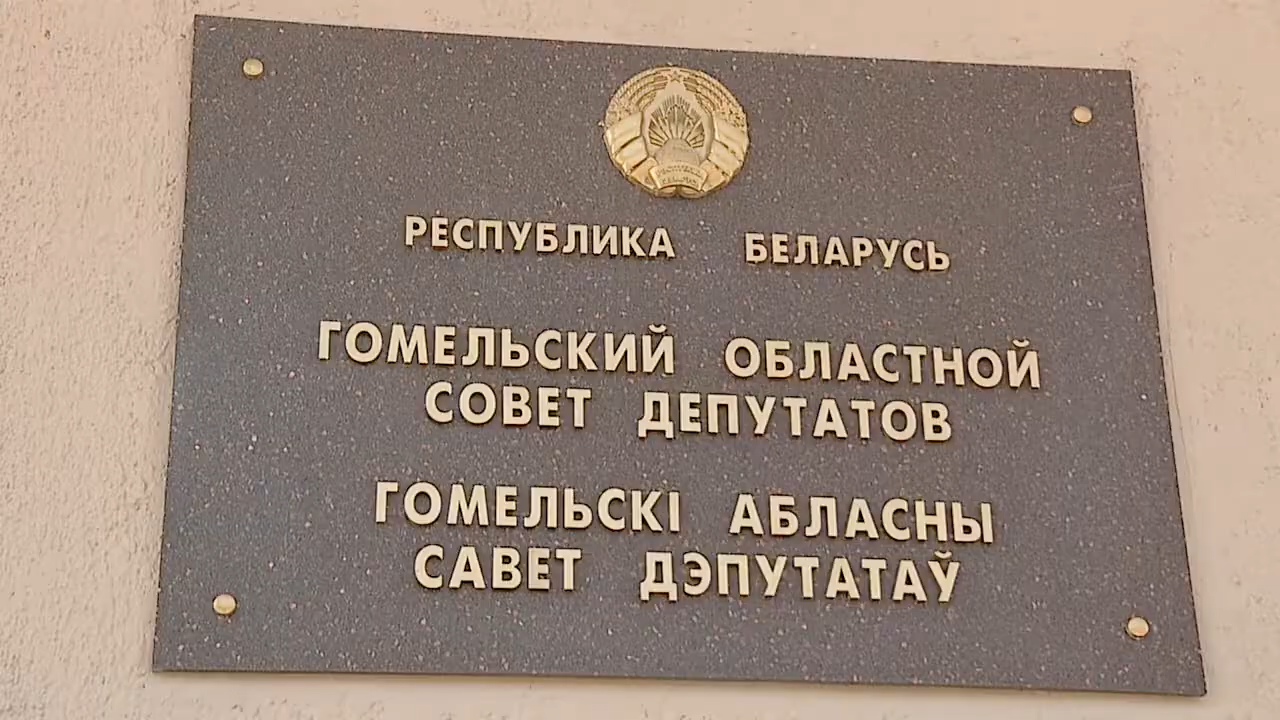 РЕСПУБЛИКА БЕЛАРУСЬ
ГОМЕЛЬСКИЙ ОБЛАСТНОЙ
СОВЕТ ДЕПУТАТОВ
ГОМЕЛЬСКІ АБЛАСНЫ
САВЕТ ДЭПУТАТАЎ